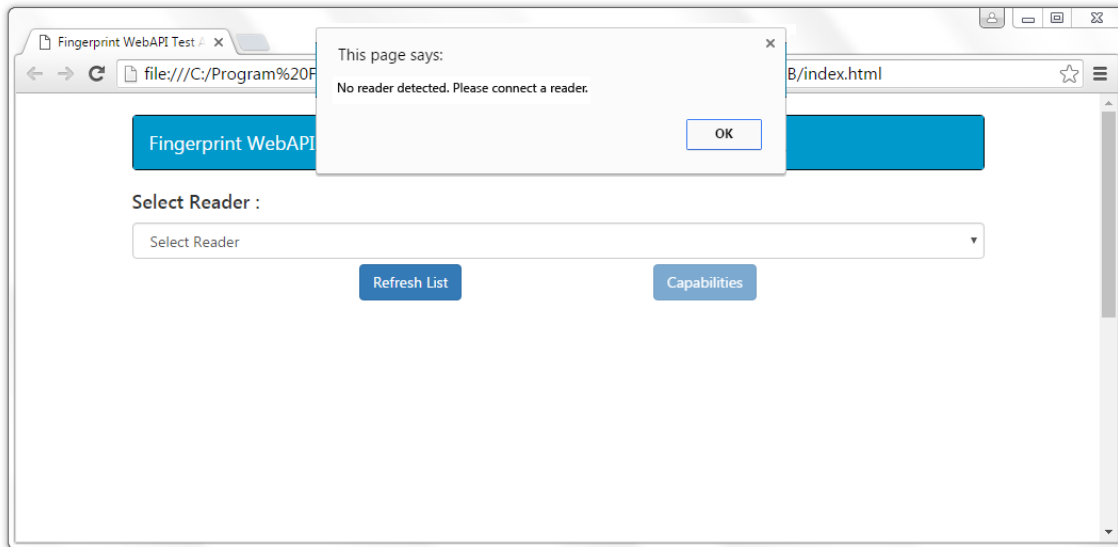 Fingerprint WebAPI Test A
This page says:
No reader detected. Please connect a reader.
OK
file:///C:/Program%20F
B/index.html
Fingerprint WebAPI
Select Reader :
Select Reader
Refresh List
Capabilities